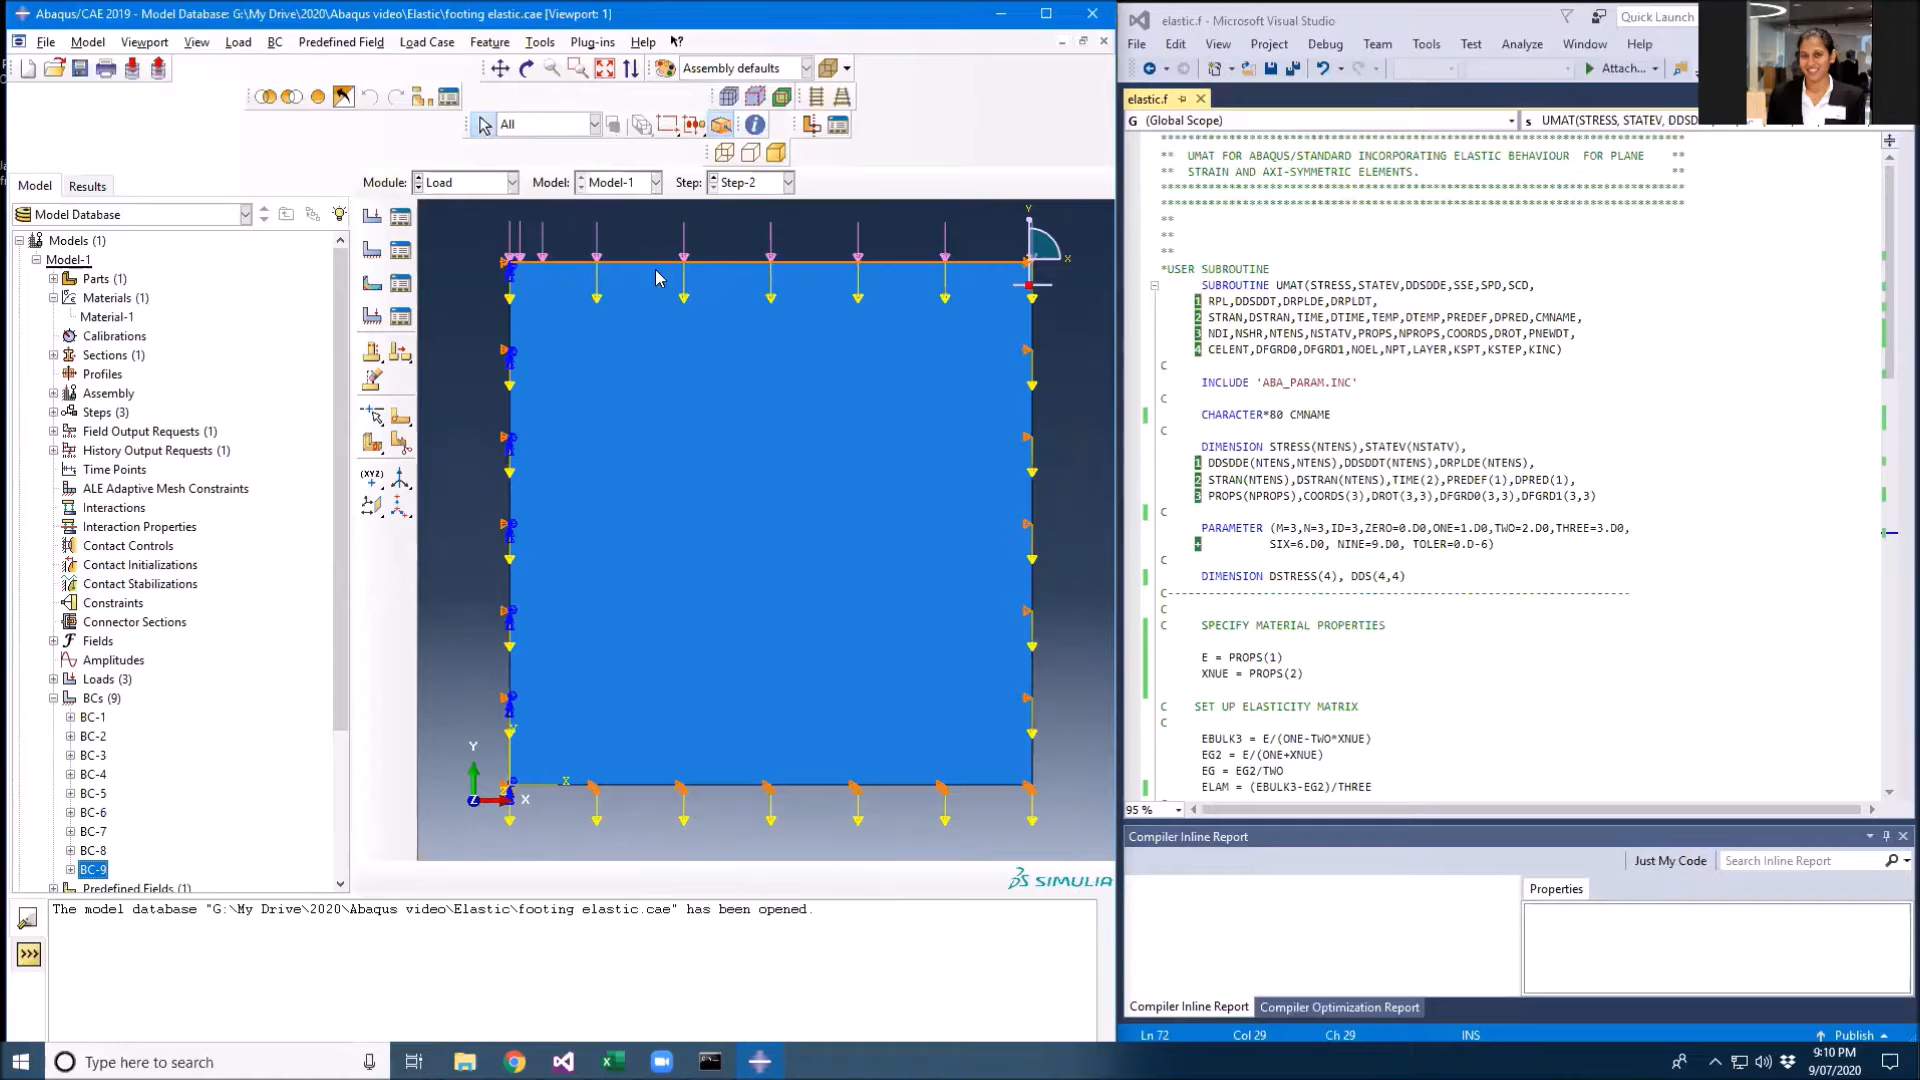 Abaqus/CAE 2019 - Model Database: G:\My Drive\2020\Abaqus video\Elastic\footing elastic.cae [Viewport: 1]
File Model Viewport View Load BC Predefined Field Load Case Feature Tools Plug-ins Help
Assembly defaults
All
Model Results
Module: Load Model: Model-1 Step: Step-2
Model Database
Models (1)
Model-1
Parts (1)
Materials (1)
Material-1
Calibrations
Sections (1)
Profiles
Assembly
Steps (3)
Field Output Requests (1)
History Output Requests (1)
Time Points
ALE Adaptive Mesh Constraints
Interactions
Interaction Properties
Contact Controls
Contact Initializations
Contact Stabilizations
Constraints
Connector Sections
Fields
Amplitudes
Loads (3)
BCs (9)
BC-1
BC-2
BC-3
BC-4
BC-5
BC-6
BC-7
BC-8
BC-9
Predefined Fields (1)
(XYZ)
Y
X
Y
X
Y
X
Z
SIMULIA
The model database "G:\My Drive\2020\Abaqus video\Elastic\footing elastic.cae" has been opened.
>>>
elastic.f - Microsoft Visual Studio
Quick Launch
File Edit View Project Debug Team Tools Test Analyze Window Help
Attach...
elastic.f
(Global Scope)
UMAT(STRESS, STATEV, DDSD
****************************************************************************
** UMAT FOR ABAQUS/STANDARD INCORPORATING ELASTIC BEHAVIOUR FOR PLANE **
** STRAIN AND AXI-SYMMETRIC ELEMENTS. **
****************************************************************************
****************************************************************************
**
**
**
*USER SUBROUTINE
SUBROUTINE UMAT(STRESS,STATEV,DDSDDE,SSE,SPD,SCD,
1 RPL,DDSDDT,DRPLDE,DRPLDT,
2 STRAN,DSTRAN,TIME,DTIME,TEMP,DTEMP,PREDEF,DPRED,CMNAME,
3 NDI,NSHR,NTENS,NSTATV,PROPS,NPROPS,COORDS,DROT,PNEWDT,
4 CELENT,DFGRD0,DFGRD1,NOEL,NPT,LAYER,KSPT,KSTEP,KINC)
C
INCLUDE 'ABA_PARAM.INC'
C
CHARACTER*80 CMNAME
C
DIMENSION STRESS(NTENS),STATEV(NSTATV),
1 DDSDDE(NTENS,NTENS),DDSDDT(NTENS),DRPLDE(NTENS),
2 STRAN(NTENS),DSTRAN(NTENS),TIME(2),PREDEF(1),DPRED(1),
3 PROPS(NPROPS),COORDS(3),DROT(3,3),DFGRD0(3,3),DFGRD1(3,3)
C
PARAMETER (M=3,N=3,ID=3,ZERO=0.D0,ONE=1.D0,TWO=2.D0,THREE=3.D0,
+ SIX=6.D0, NINE=9.D0, TOLER=0.D-6)
C
DIMENSION DSTRESS(4), DDS(4,4)
C--------------------------------------------------------------------
C
C SPECIFY MATERIAL PROPERTIES
E = PROPS(1)
XNUE = PROPS(2)
C SET UP ELASTICITY MATRIX
C
EBULK3 = E/(ONE-TWO*XNUE)
EG2 = E/(ONE+XNUE)
EG = EG2/TWO
ELAM = (EBULK3-EG2)/THREE
95 %
Compiler Inline Report
Just My Code Search Inline Report
Properties
Compiler Inline Report Compiler Optimization Report
Ln 72 Col 29 Ch 29 INS Publish
Type here to search
9:10 PM
9/07/2020